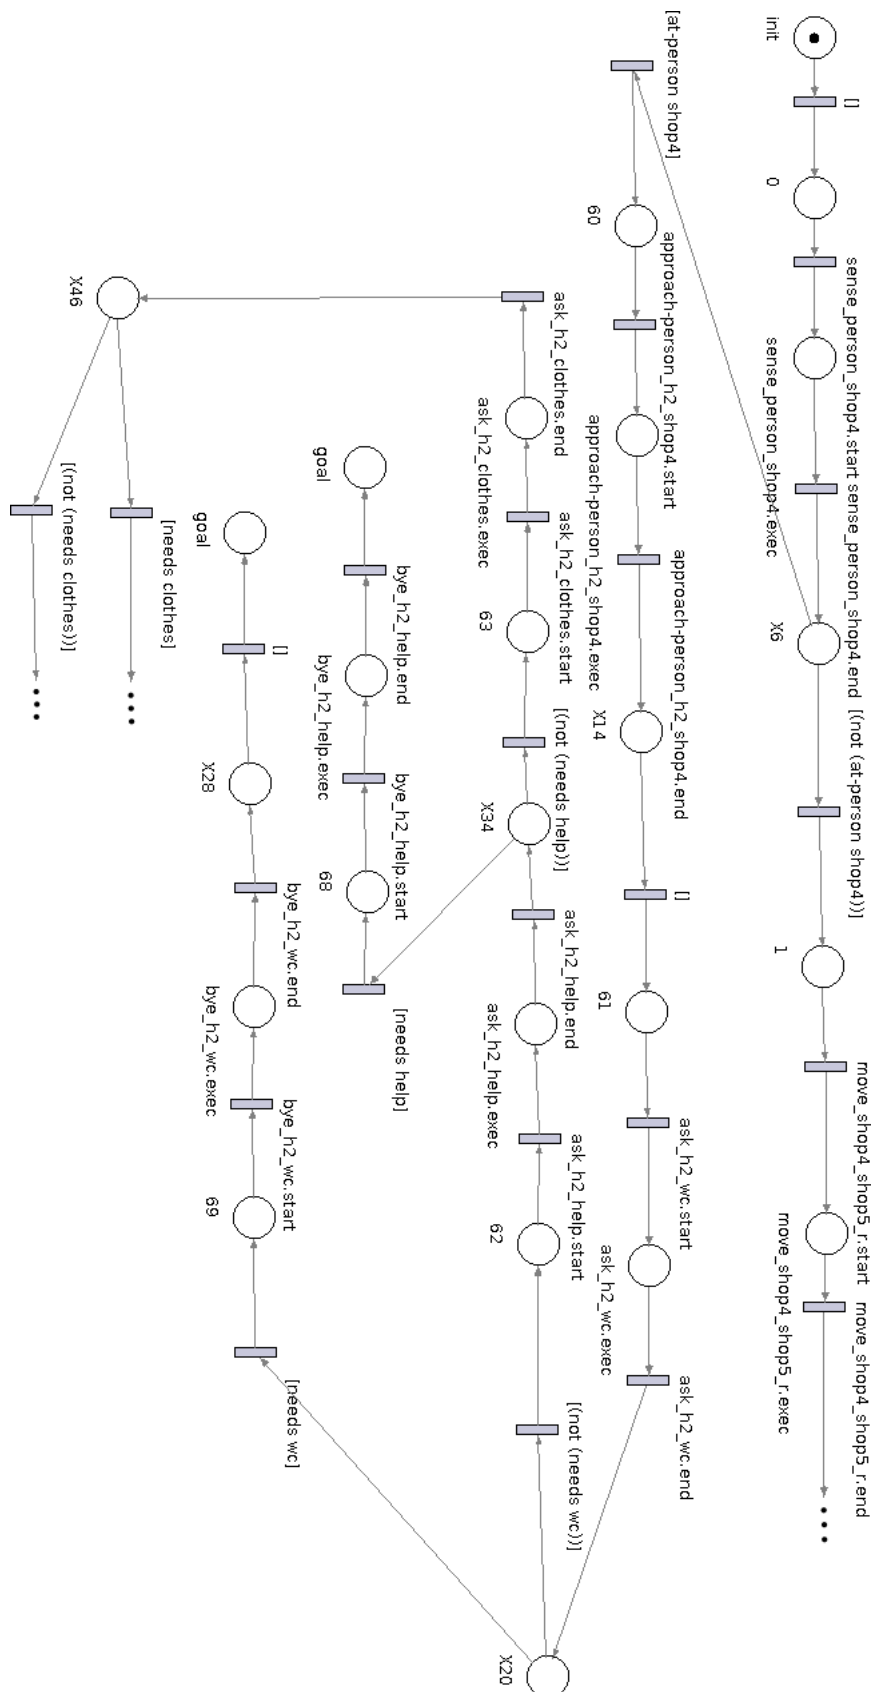 init
[]
0
sense_person_shop4.start
sense_person_shop4.exec
sense_person_shop4.end
X6
[(not (at-person shop4))]
1
move_shop4_shop5_r.start
move_shop4_shop5_r.exec
move_shop4_shop5_r.end
[at-person shop4]
60
approach-person_h2_shop4.start
approach-person_h2_shop4.exec
approach-person_h2_shop4.end
X14
[]
61
ask_h2_wc.start
ask_h2_wc.exec
ask_h2_wc.end
X20
[(not (needs wc))]
62
ask_h2_help.start
ask_h2_help.exec
ask_h2_help.end
X34
[(not (needs help))]
63
ask_h2_clothes.start
ask_h2_clothes.exec
ask_h2_clothes.end
X46
[needs help]
68
bye_h2_help.start
bye_h2_help.exec
bye_h2_help.end
goal
[needs wc]
69
bye_h2_wc.start
bye_h2_wc.exec
bye_h2_wc.end
X28
[]
goal
[needs clothes]
[(not (needs clothes))]